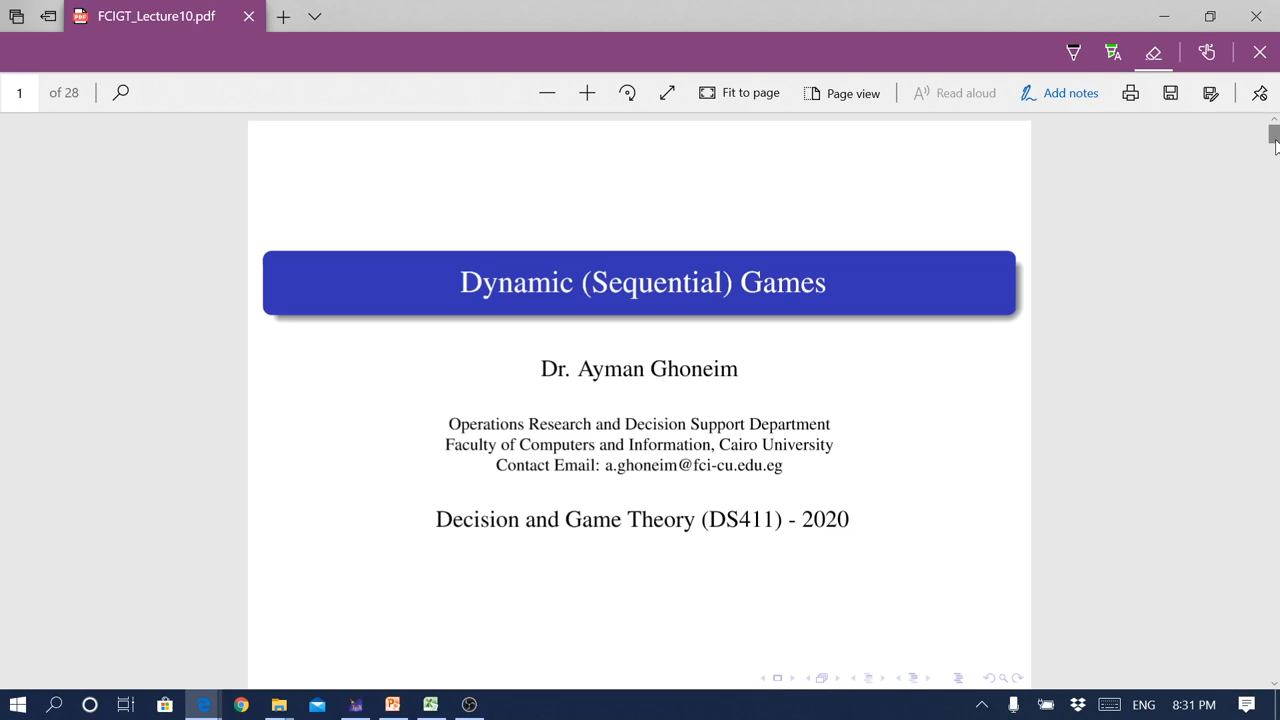 FCIGT_Lecture10.pdf
1 of 28
Fit to page
Page view
Read aloud
Add notes
Dynamic (Sequential) Games
Dr. Ayman Ghoneim
Operations Research and Decision Support Department
Faculty of Computers and Information, Cairo University
Contact Email: a.ghoneim@fci-cu.edu.eg
Decision and Game Theory (DS411) - 2020
ENG
8:31 PM